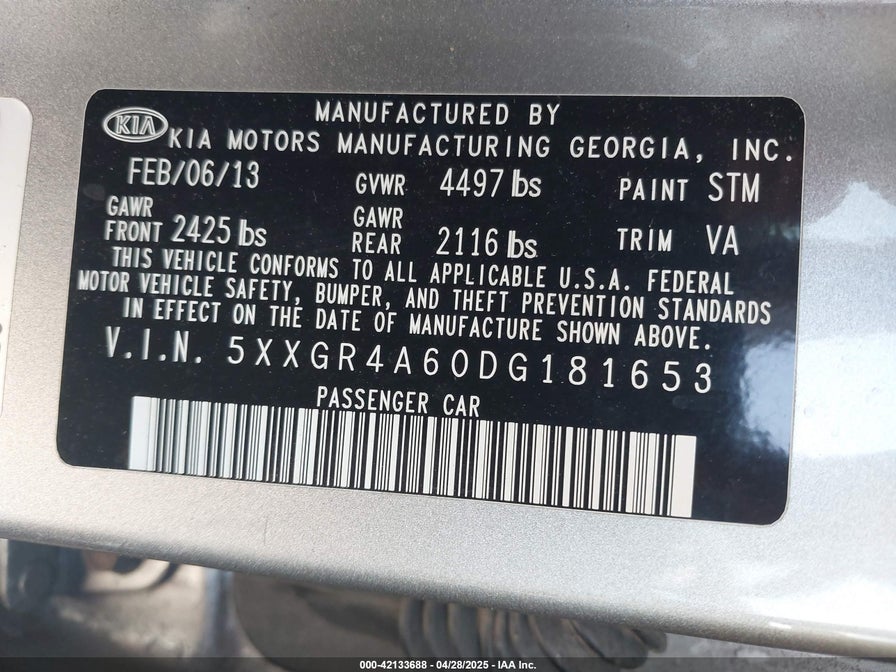 MANUFACTURED BY
KIA KIA MOTORS MANUFACTURING GEORGIA, INC.
FEB/06/13 GVWR 4497 lbs PAINT STM
GAWR FRONT 2425 lbs GAWR REAR 2116 lbs TRIM VA
THIS VEHICLE CONFORMS TO ALL APPLICABLE U.S.A. FEDERAL
MOTOR VEHICLE SAFETY, BUMPER, AND THEFT PREVENTION STANDARDS
IN EFFECT ON THE DATE OF MANUFACTURE SHOWN ABOVE.
V.I.N. 5XXGR4A60DG181653
PASSENGER CAR
000-42133688 - 04/28/2025 - IAA Inc.